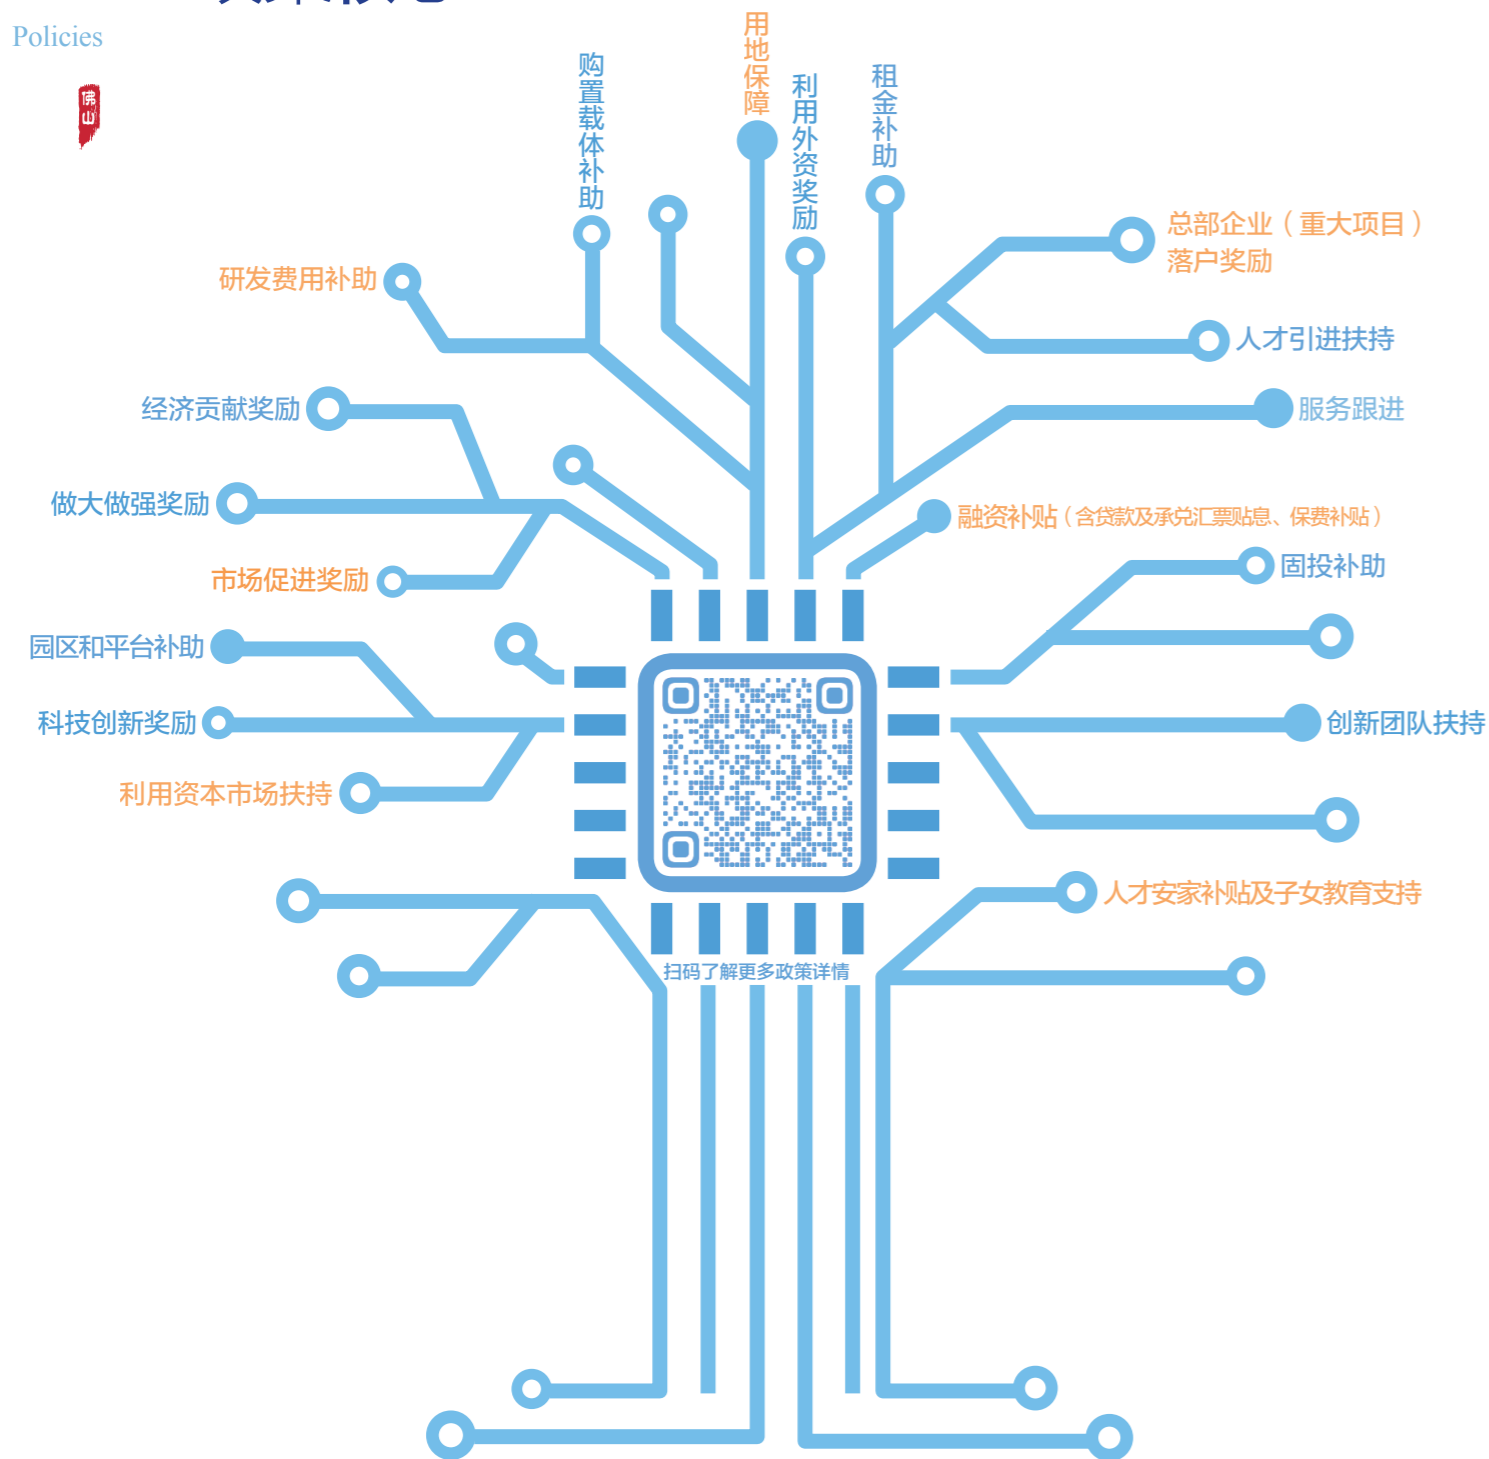 Policies
佛山
用地保障
购置载体补助
利用外资奖励
租金补助
总部企业（重大项目）
落户奖励
研发费用补助
人才引进扶持
经济贡献奖励
服务跟进
做大做强奖励
融资补贴（含贷款及承兑汇票贴息、保费补贴）
市场促进奖励
固投补助
园区和平台补助
科技创新奖励
创新团队扶持
利用资本市场扶持
人才安家补贴及子女教育支持
扫码了解更多政策详情